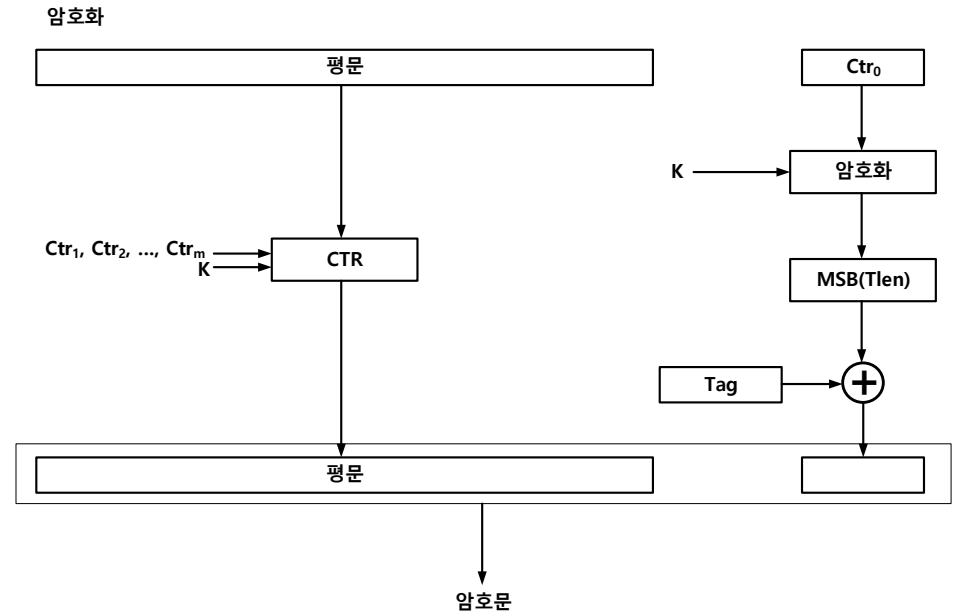 암호화
평문
Ctr₀
K
암호화
Ctr₁, Ctr₂, ..., Ctrₘ
K
CTR
MSB(Tlen)
Tag
평문
암호문